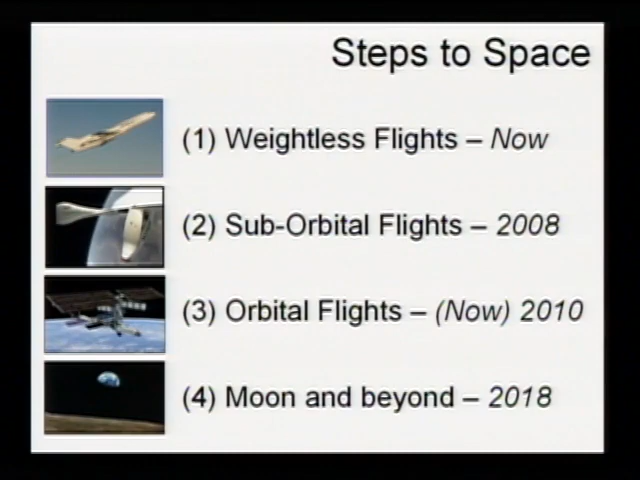 Steps to Space
(1) Weightless Flights – Now
(2) Sub-Orbital Flights – 2008
(3) Orbital Flights – (Now) 2010
(4) Moon and beyond – 2018